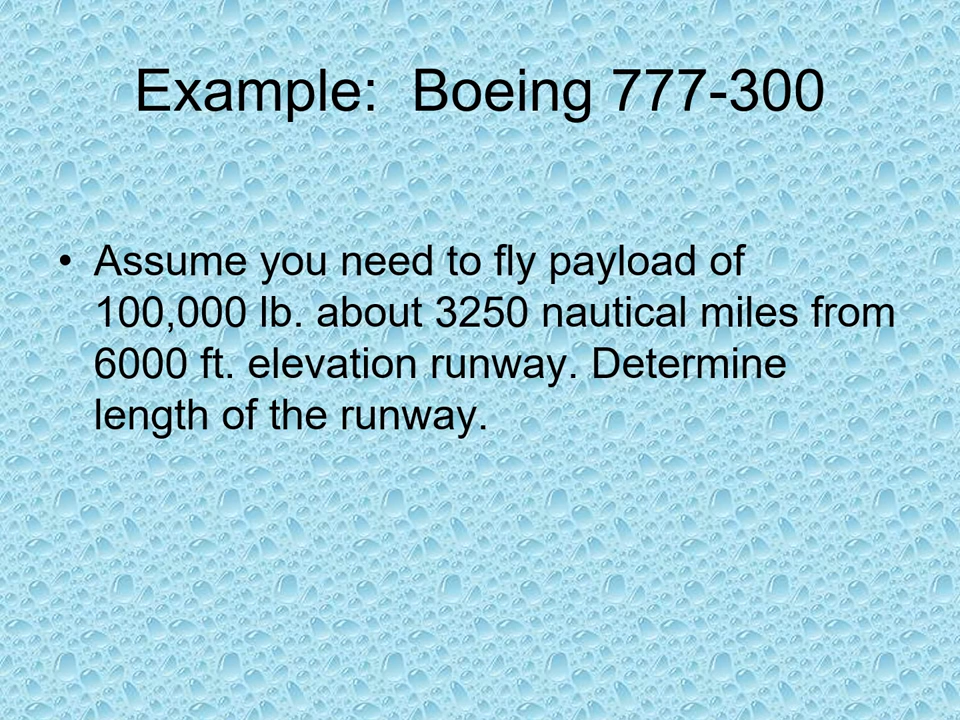 Example: Boeing 777-300
• Assume you need to fly payload of
100,000 lb. about 3250 nautical miles from
6000 ft. elevation runway. Determine
length of the runway.